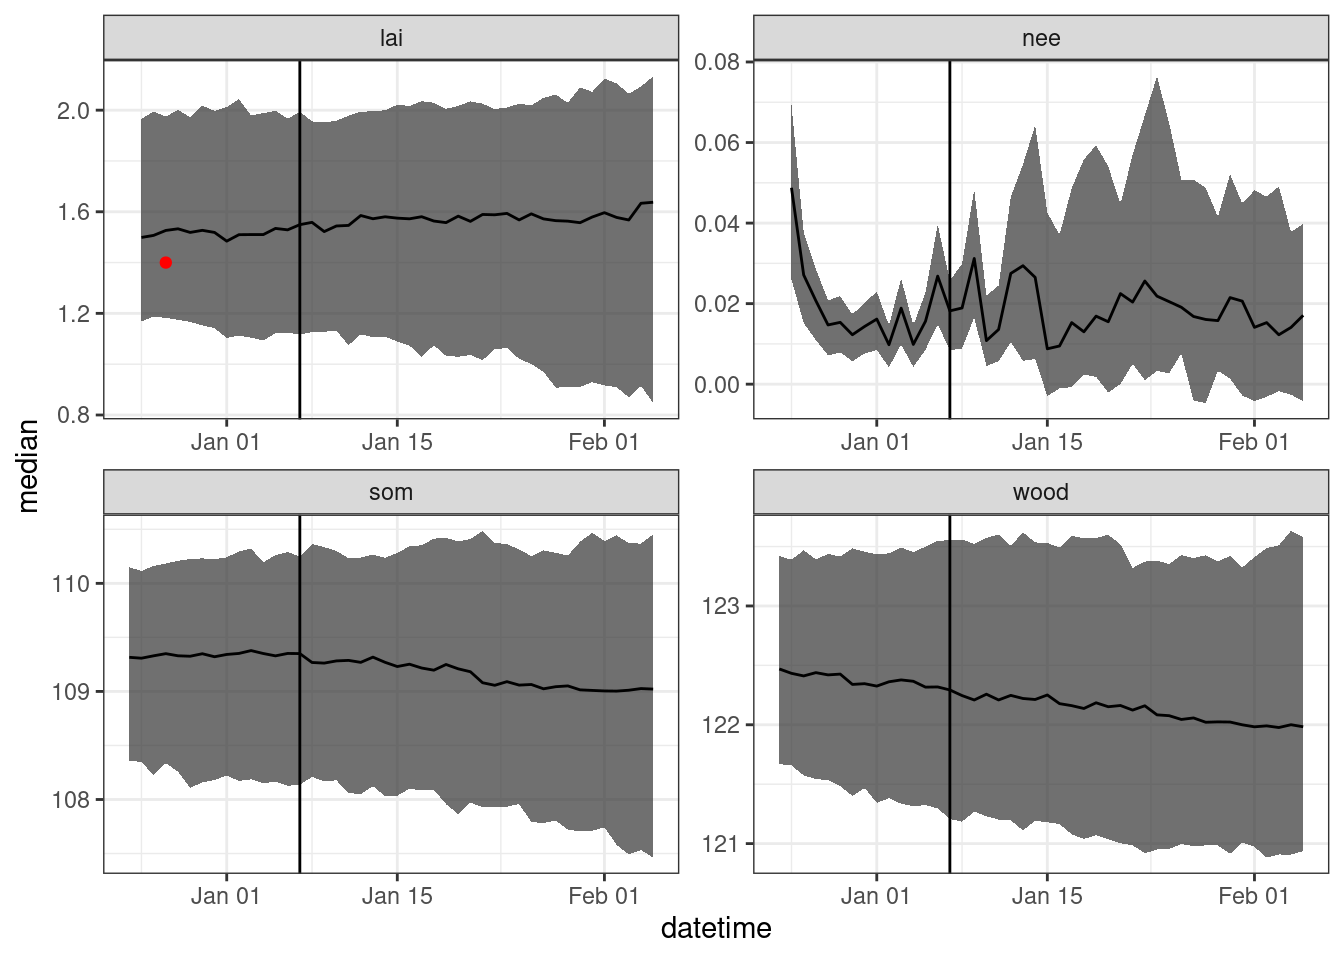 lai
nee
2.0
1.6
1.2
0.8
0.08
0.06
0.04
0.02
0.00
Jan 01 Jan 15 Feb 01
Jan 01 Jan 15 Feb 01
median
som
wood
110
109
108
123
122
121
Jan 01 Jan 15 Feb 01
Jan 01 Jan 15 Feb 01
datetime